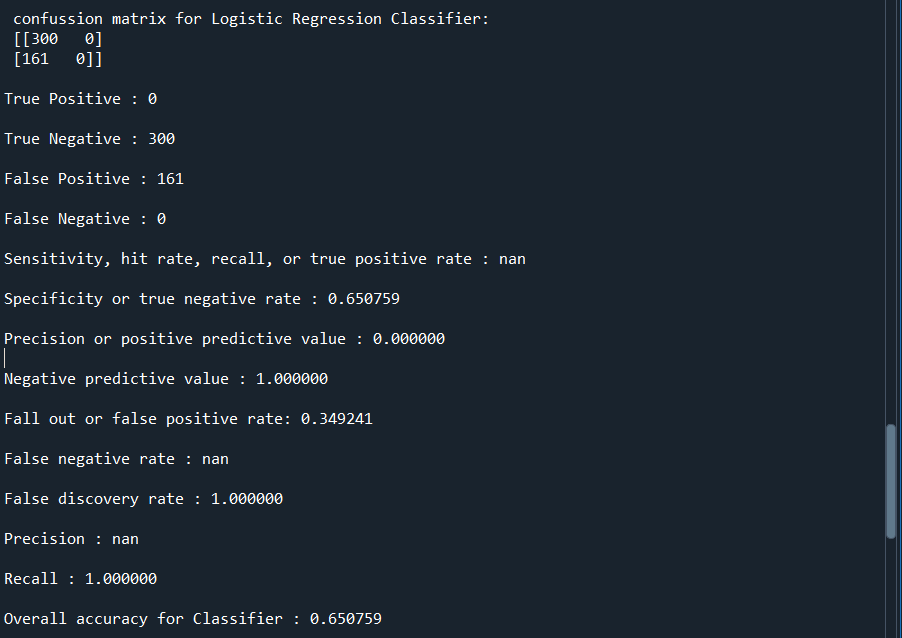 confussion matrix for Logistic Regression Classifier:
[[300   0]
[161   0]]
True Positive : 0
True Negative : 300
False Positive : 161
False Negative : 0
Sensitivity, hit rate, recall, or true positive rate : nan
Specificity or true negative rate : 0.650759
Precision or positive predictive value : 0.000000
Negative predictive value : 1.000000
Fall out or false positive rate: 0.349241
False negative rate : nan
False discovery rate : 1.000000
Precision : nan
Recall : 1.000000
Overall accuracy for Classifier : 0.650759